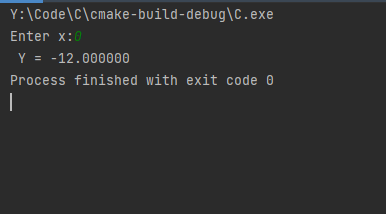 Y:\Code\C\cmake-build-debug\C.exe
Enter x:0
 Y = -12.000000
Process finished with exit code 0